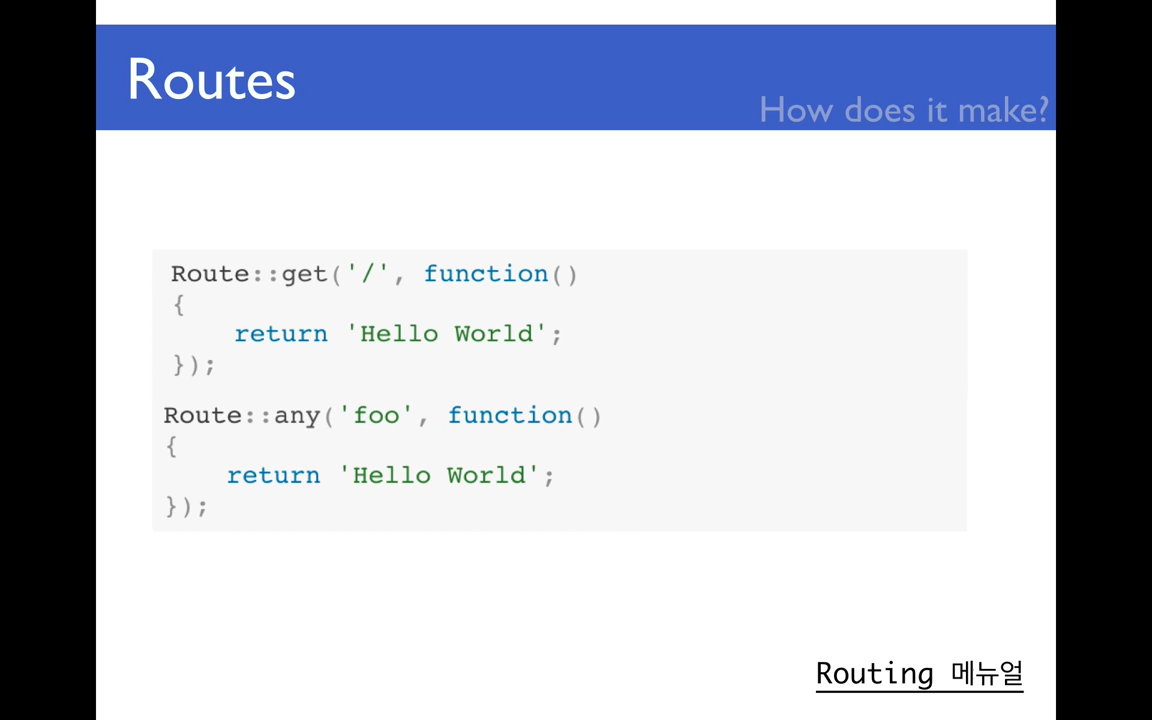 Routes
How does it make?
Route::get('/', function()
{
    return 'Hello World';
});
Route::any('foo', function()
{
    return 'Hello World';
});
Routing 메뉴얼